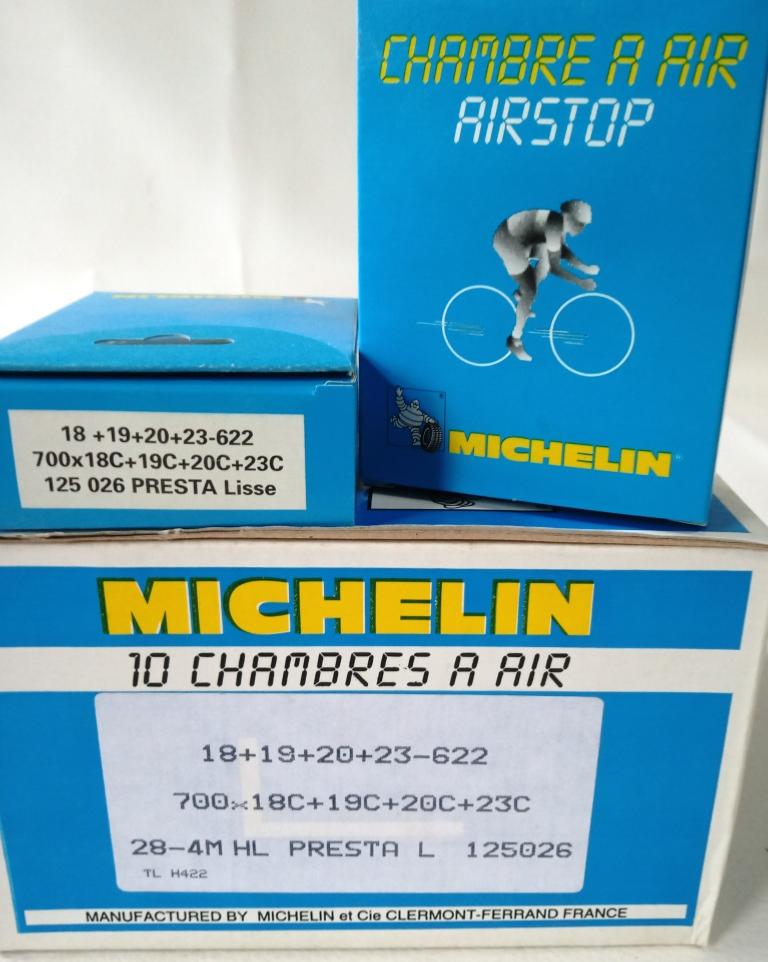 CHAMBRE A AIR
AIRSTOP
MICHELIN
18 +19+20+23-622
700x18C+19C+20C+23C
125 026 PRESTA Lisse
MICHELIN
10 CHAMBRES A AIR
18+19+20+23-622
700x18C+19C+20C+23C
28-4M HL PRESTA L 125026
TL H422
MANUFACTURED BY MICHELIN et Cie CLERMONT-FERRAND FRANCE